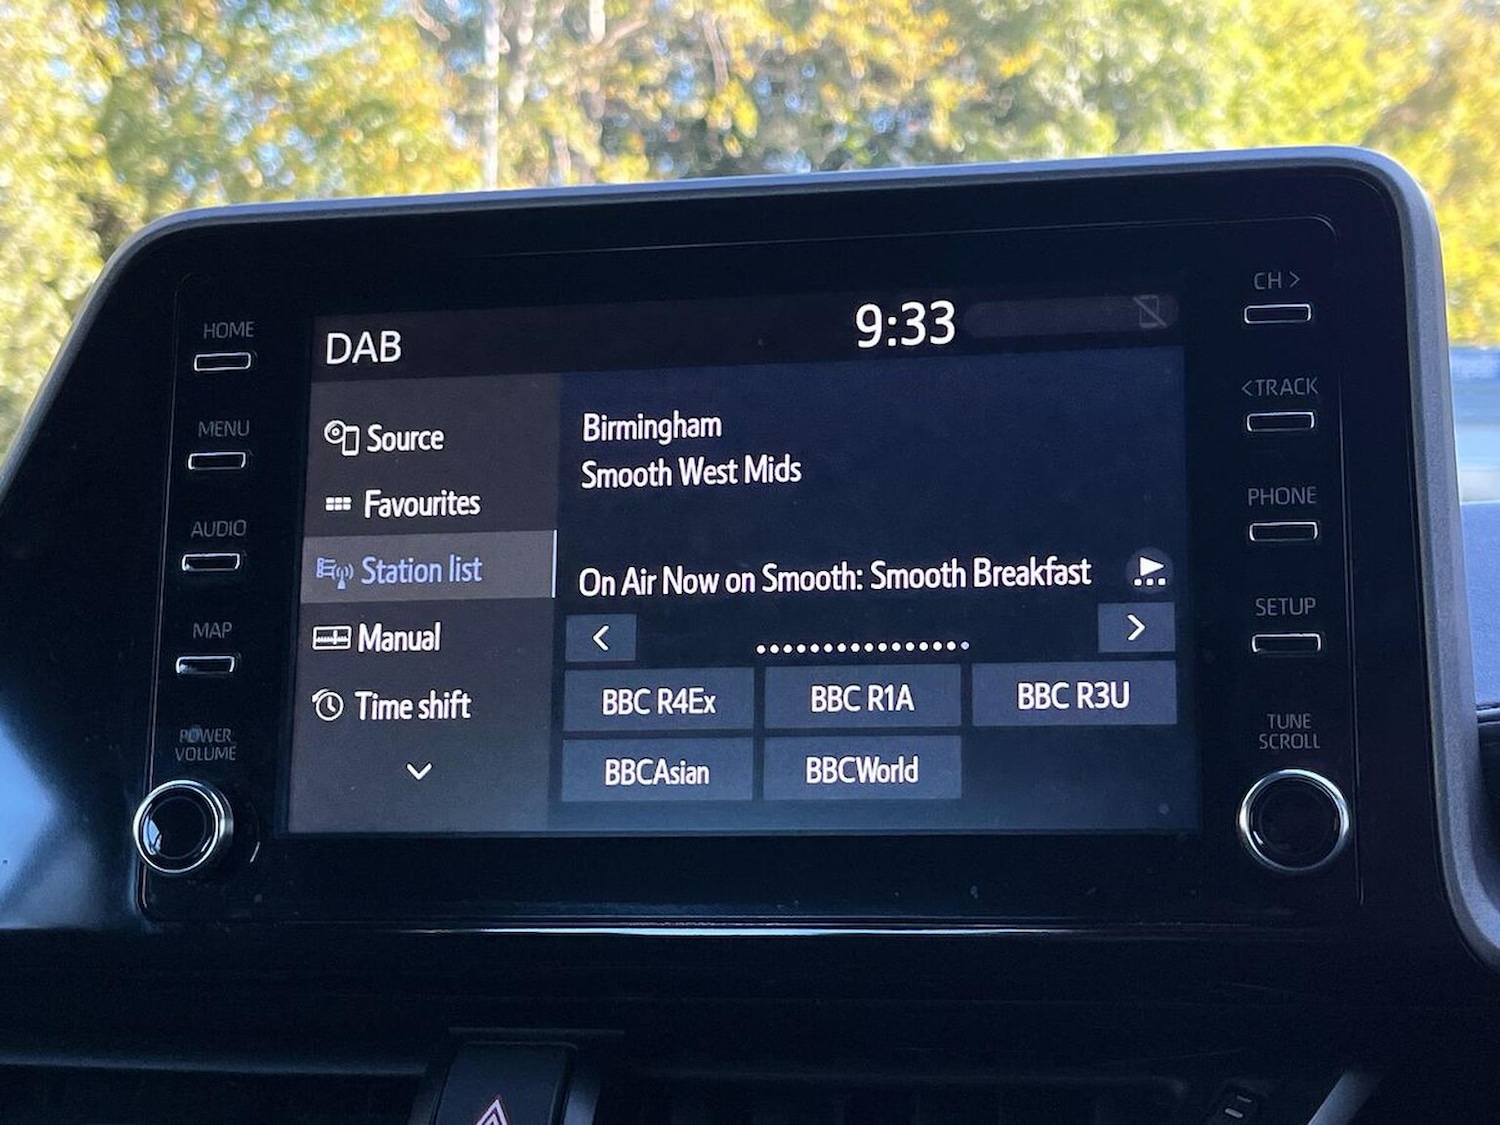 DAB
9:33
HOME
MENU
AUDIO
MAP
POWER
VOLUME
Source
Favourites
Station list
Manual
Time shift
Birmingham
Smooth West Mids
On Air Now on Smooth: Smooth Breakfast
BBC R4Ex
BBC R1A
BBC R3U
BBCAsian
BBCWorld
CH >
<TRACK
PHONE
SETUP
TUNE
SCROLL